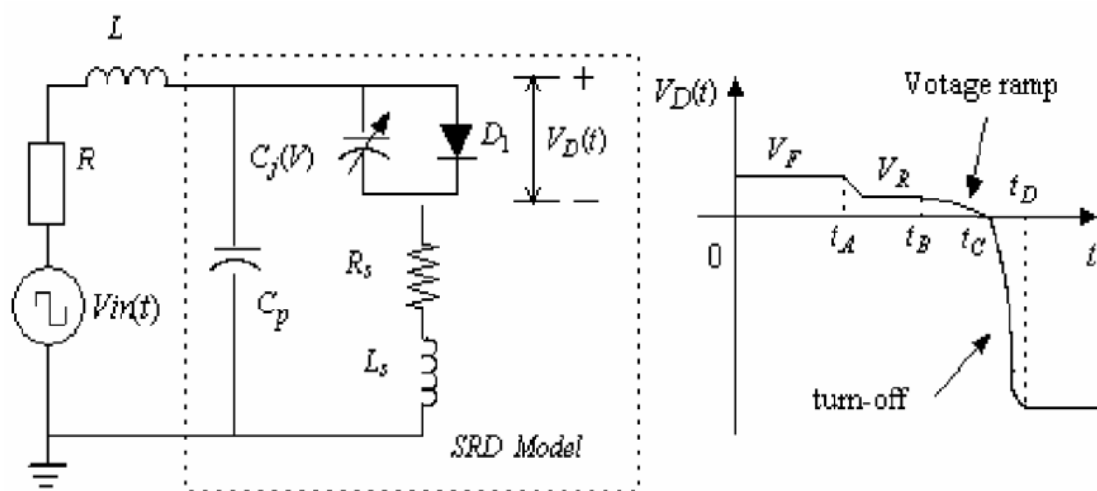 L
R
Vin(t)
C_p
C_j(V)
D_1
+
V_D(t)
−
R_s
L_s
SRD Model
V_D(t)
Votage ramp
V_F
V_R
t_D
0
t_A
t_B
t_C
t
turn-off